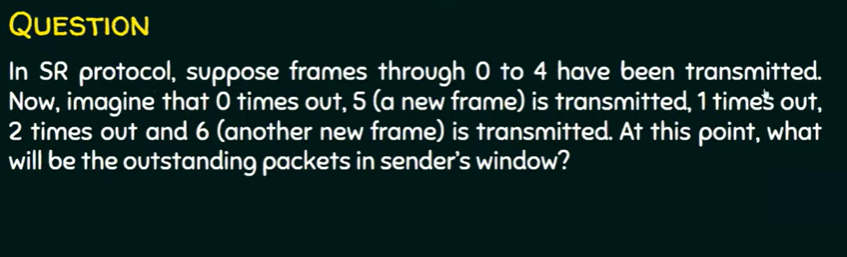 QUESTION
In SR protocol, suppose frames through 0 to 4 have been transmitted.
Now, imagine that 0 times out, 5 (a new frame) is transmitted, 1 times out,
2 times out and 6 (another new frame) is transmitted. At this point, what
will be the outstanding packets in sender's window?